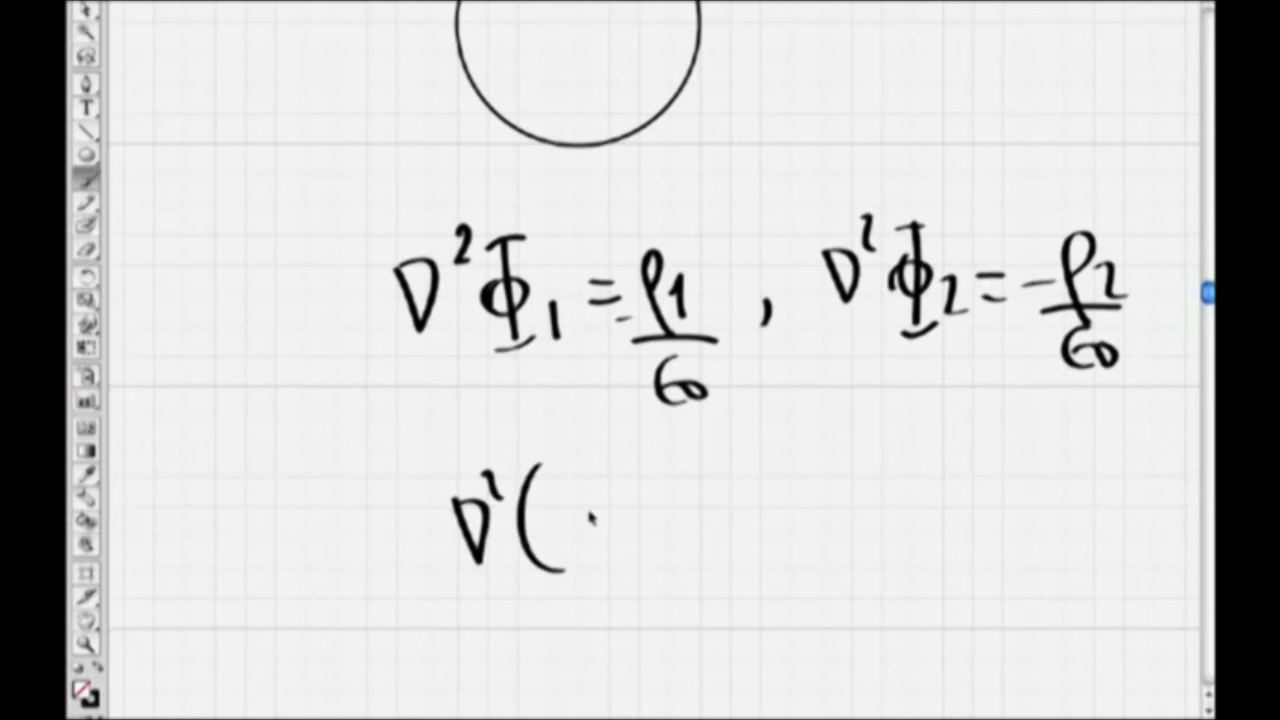 ∇²Φ₁ = -ρ₁/ϵ₀ , ∇²Φ₂ = -ρ₂/ϵ₀
∇²(